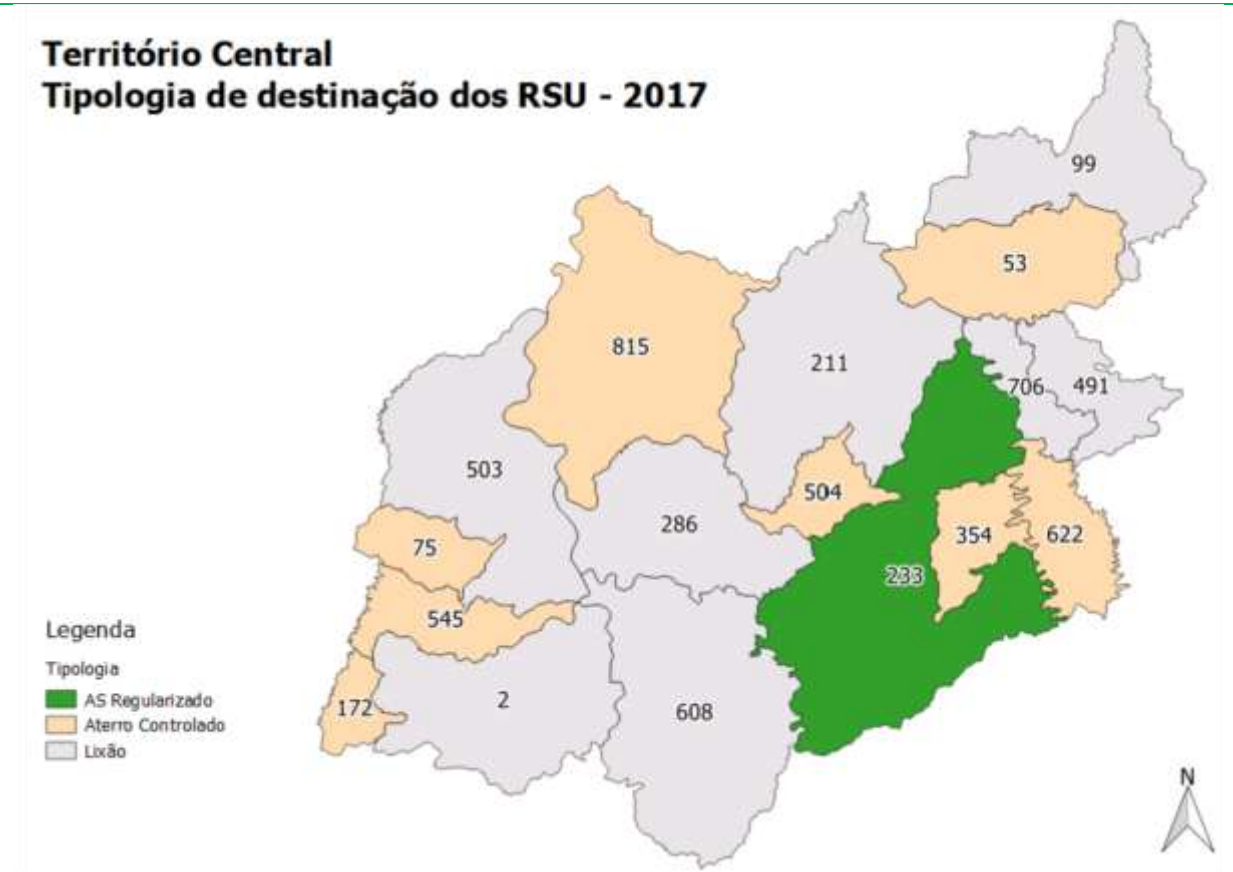 Território Central
Tipologia de destinação dos RSU - 2017
99
53
815
211
706
491
503
504
286
354
622
75
233
545
172
2
608
Legenda
Tipologia
AS Regularizado
Aterro Controlado
Lixão
N